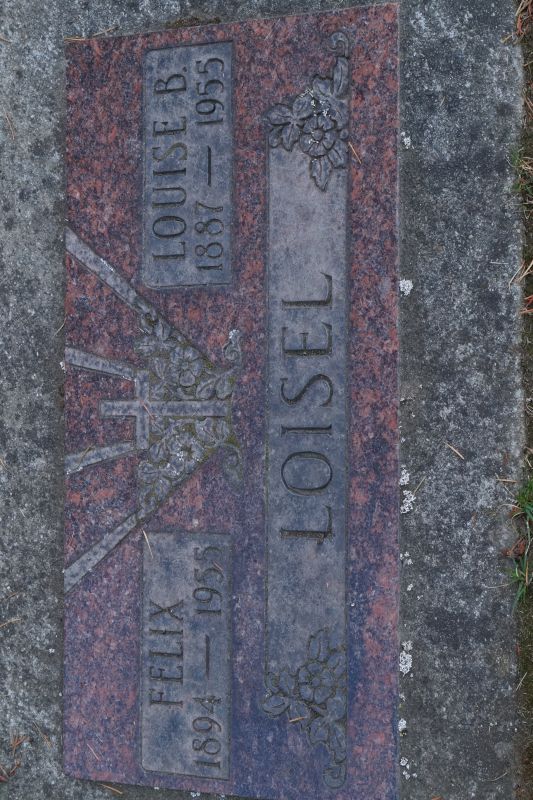 FELIX
1894 — 1955
LOUISE B.
1887 — 1955
LOISEL